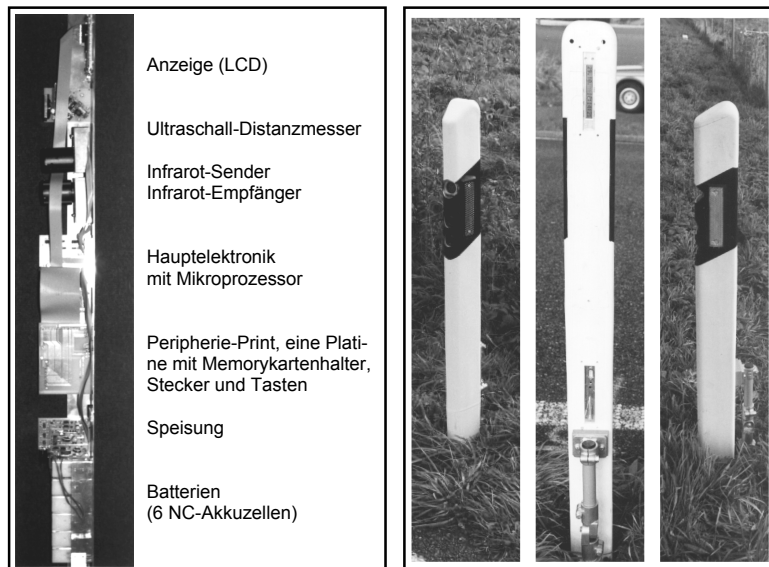 Anzeige (LCD)
Ultraschall-Distanzmesser
Infrarot-Sender
Infrarot-Empfänger
Hauptelektronik
mit Mikroprozessor
Peripherie-Print, eine Plati-
ne mit Memorykartenhalter,
Stecker und Tasten
Speisung
Batterien
(6 NC-Akkuzellen)